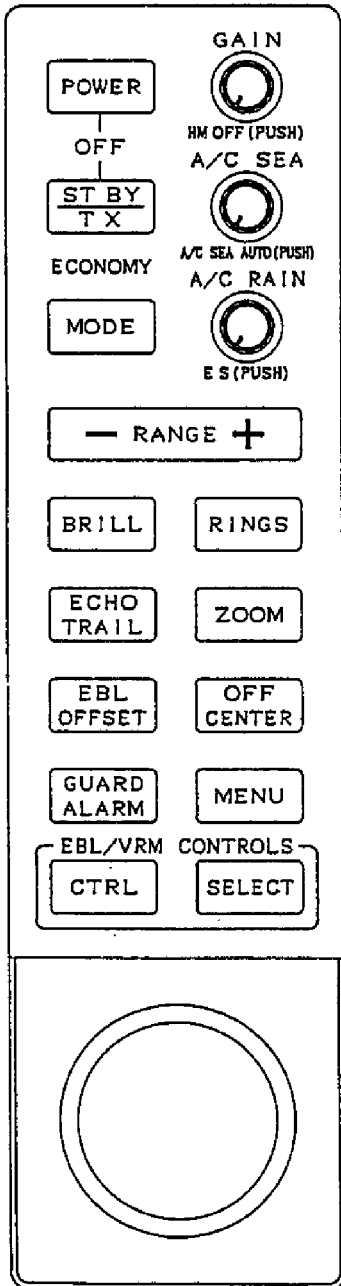 GAIN
POWER
OFF
HM OFF (PUSH)
A/C SEA
ST BY
TX
A/C SEA AUTO (PUSH)
ECONOMY
A/C RAIN
MODE
E S (PUSH)
— RANGE +
BRILL
RINGS
ECHO
TRAIL
ZOOM
EBL
OFFSET
OFF
CENTER
GUARD
ALARM
MENU
EBL/VRM CONTROLS
CTRL
SELECT